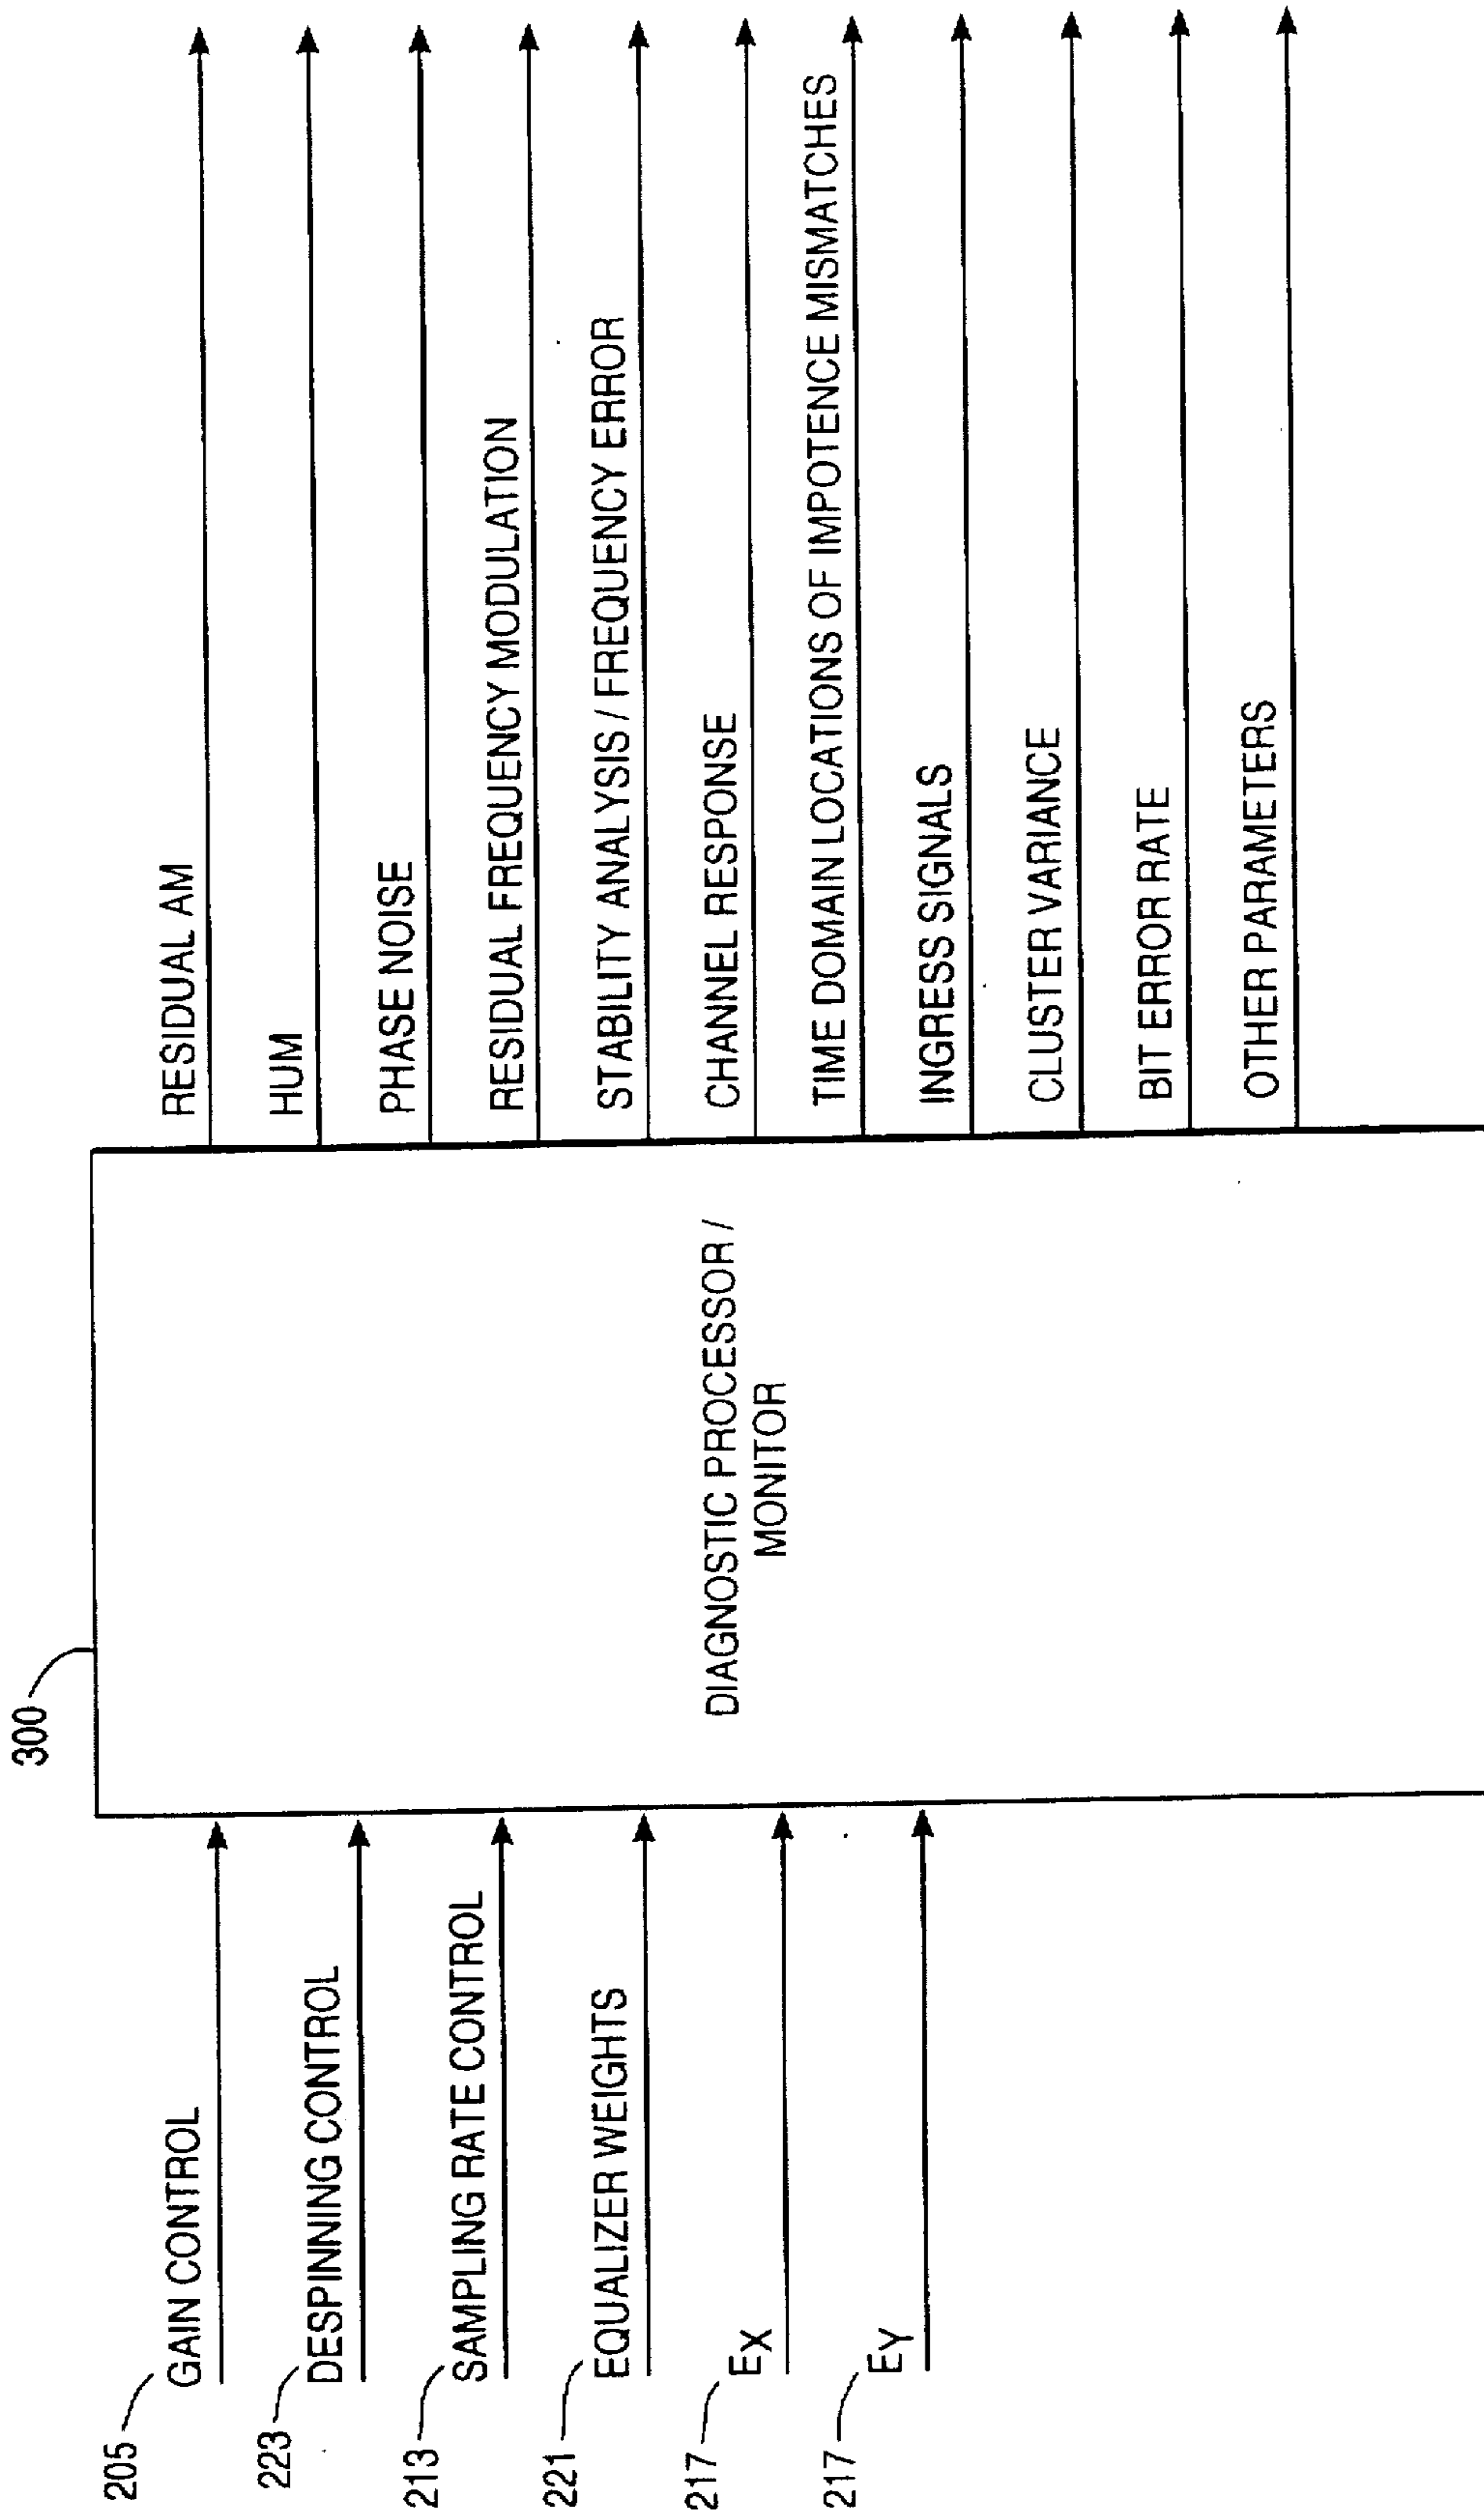 300
205
GAIN CONTROL
223
DESPINNING CONTROL
213
SAMPLING RATE CONTROL
221
EQUALIZER WEIGHTS
217
EX
217
EY
DIAGNOSTIC PROCESSOR /
MONITOR
RESIDUAL AM
HUM
PHASE NOISE
RESIDUAL FREQUENCY MODULATION
STABILITY ANALYSIS / FREQUENCY ERROR
CHANNEL RESPONSE
TIME DOMAIN LOCATIONS OF IMPOTENCE MISMATCHES
INGRESS SIGNALS
CLUSTER VARIANCE
BIT ERROR RATE
OTHER PARAMETERS